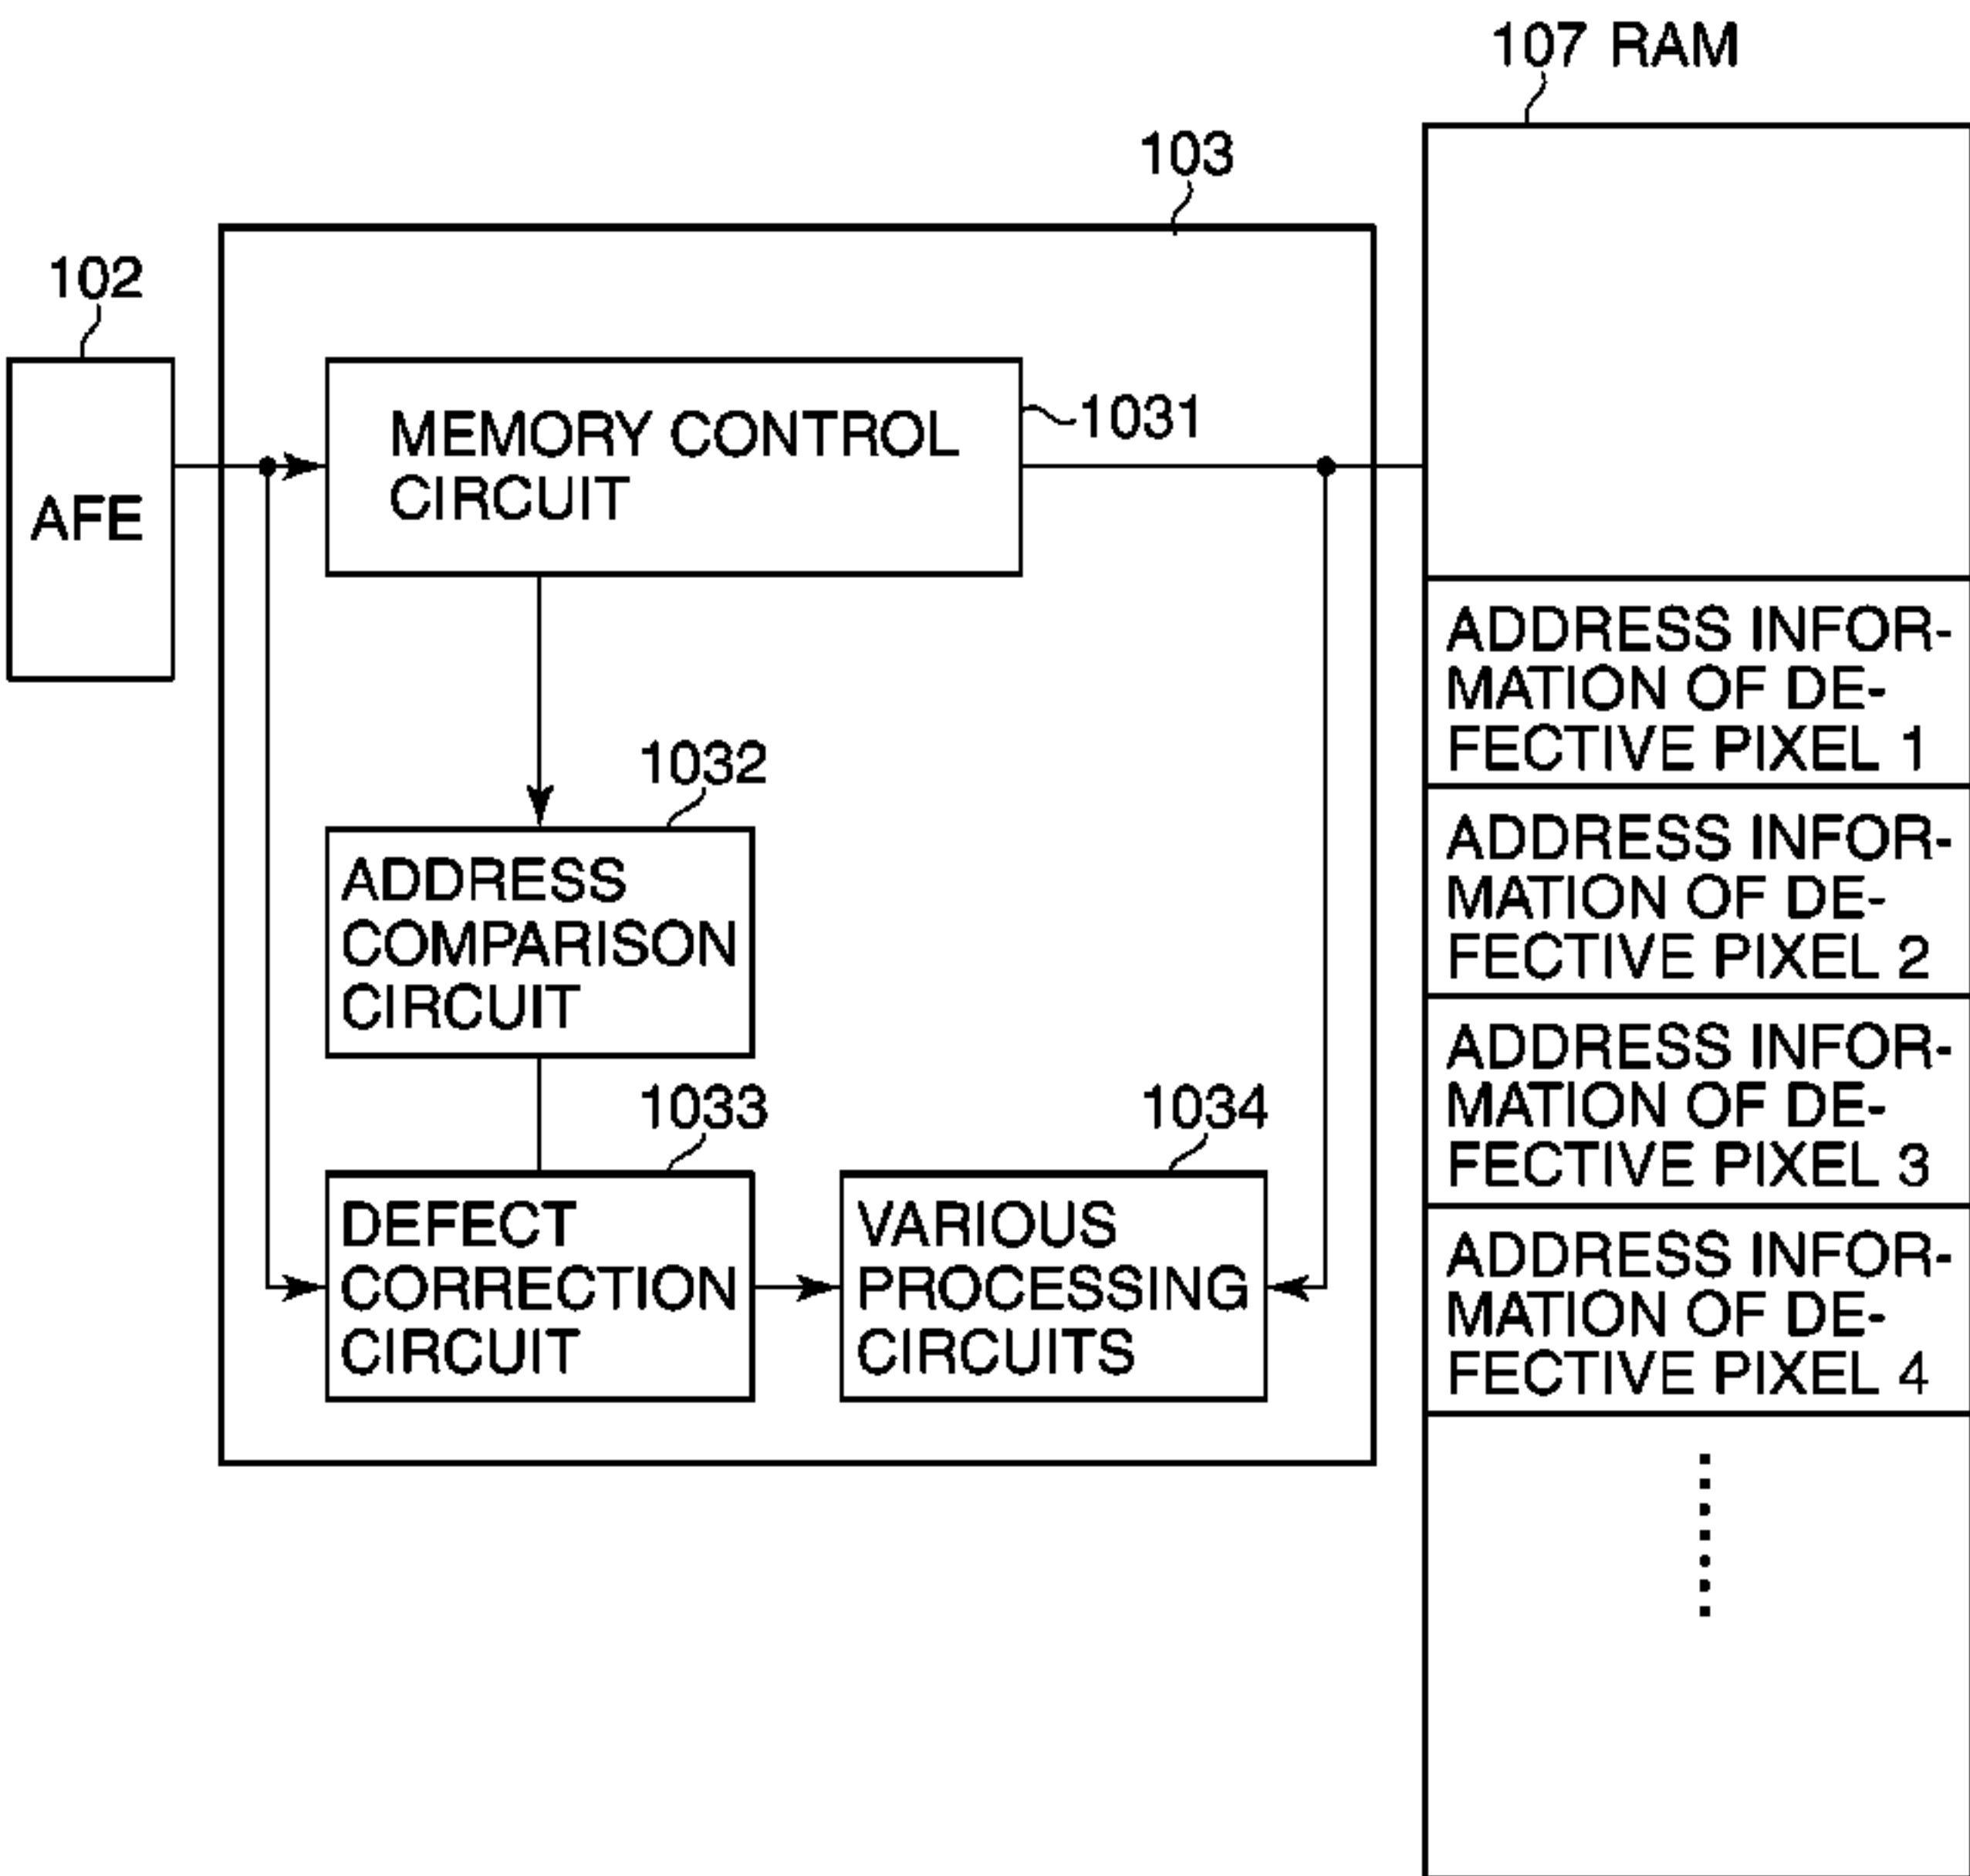 107 RAM
103
102
AFE
MEMORY CONTROL
CIRCUIT
1031
1032
ADDRESS
COMPARISON
CIRCUIT
1033
DEFECT
CORRECTION
CIRCUIT
1034
VARIOUS
PROCESSING
CIRCUITS
ADDRESS INFOR-
MATION OF DE-
FECTIVE PIXEL 1
ADDRESS INFOR-
MATION OF DE-
FECTIVE PIXEL 2
ADDRESS INFOR-
MATION OF DE-
FECTIVE PIXEL 3
ADDRESS INFOR-
MATION OF DE-
FECTIVE PIXEL 4